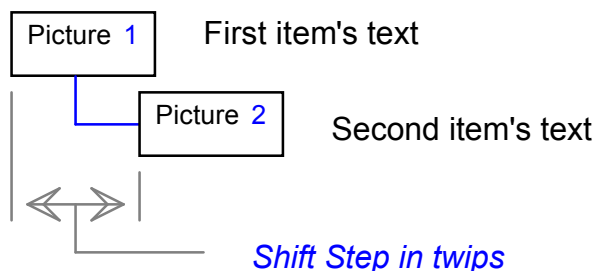 Picture 1 First item's text
Picture 2 Second item's text
Shift Step in twips